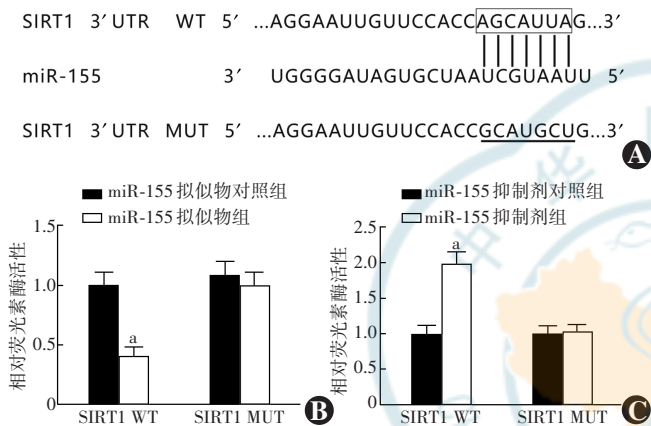 SIRT1 3′ UTR WT 5′ …AGGAAUUGUUCCACCAGCAUUAG…3′
miR-155 3′ UGGGGAUAGUGCUAAUCGUAAUU 5′
SIRT1 3′ UTR MUT 5′ …AGGAAUUGUUCCACCGCAUGCUG…3′
A
miR-155 拟似物对照组
miR-155 拟似物组
相对荧光素酶活性
1.5
1.0
0.5
0
a
SIRT1 WT SIRT1 MUT
B
miR-155 抑制剂对照组
miR-155 抑制剂组
相对荧光素酶活性
2.5
2.0
1.5
1.0
0.5
0
a
SIRT1 WT SIRT1 MUT
C
中 华